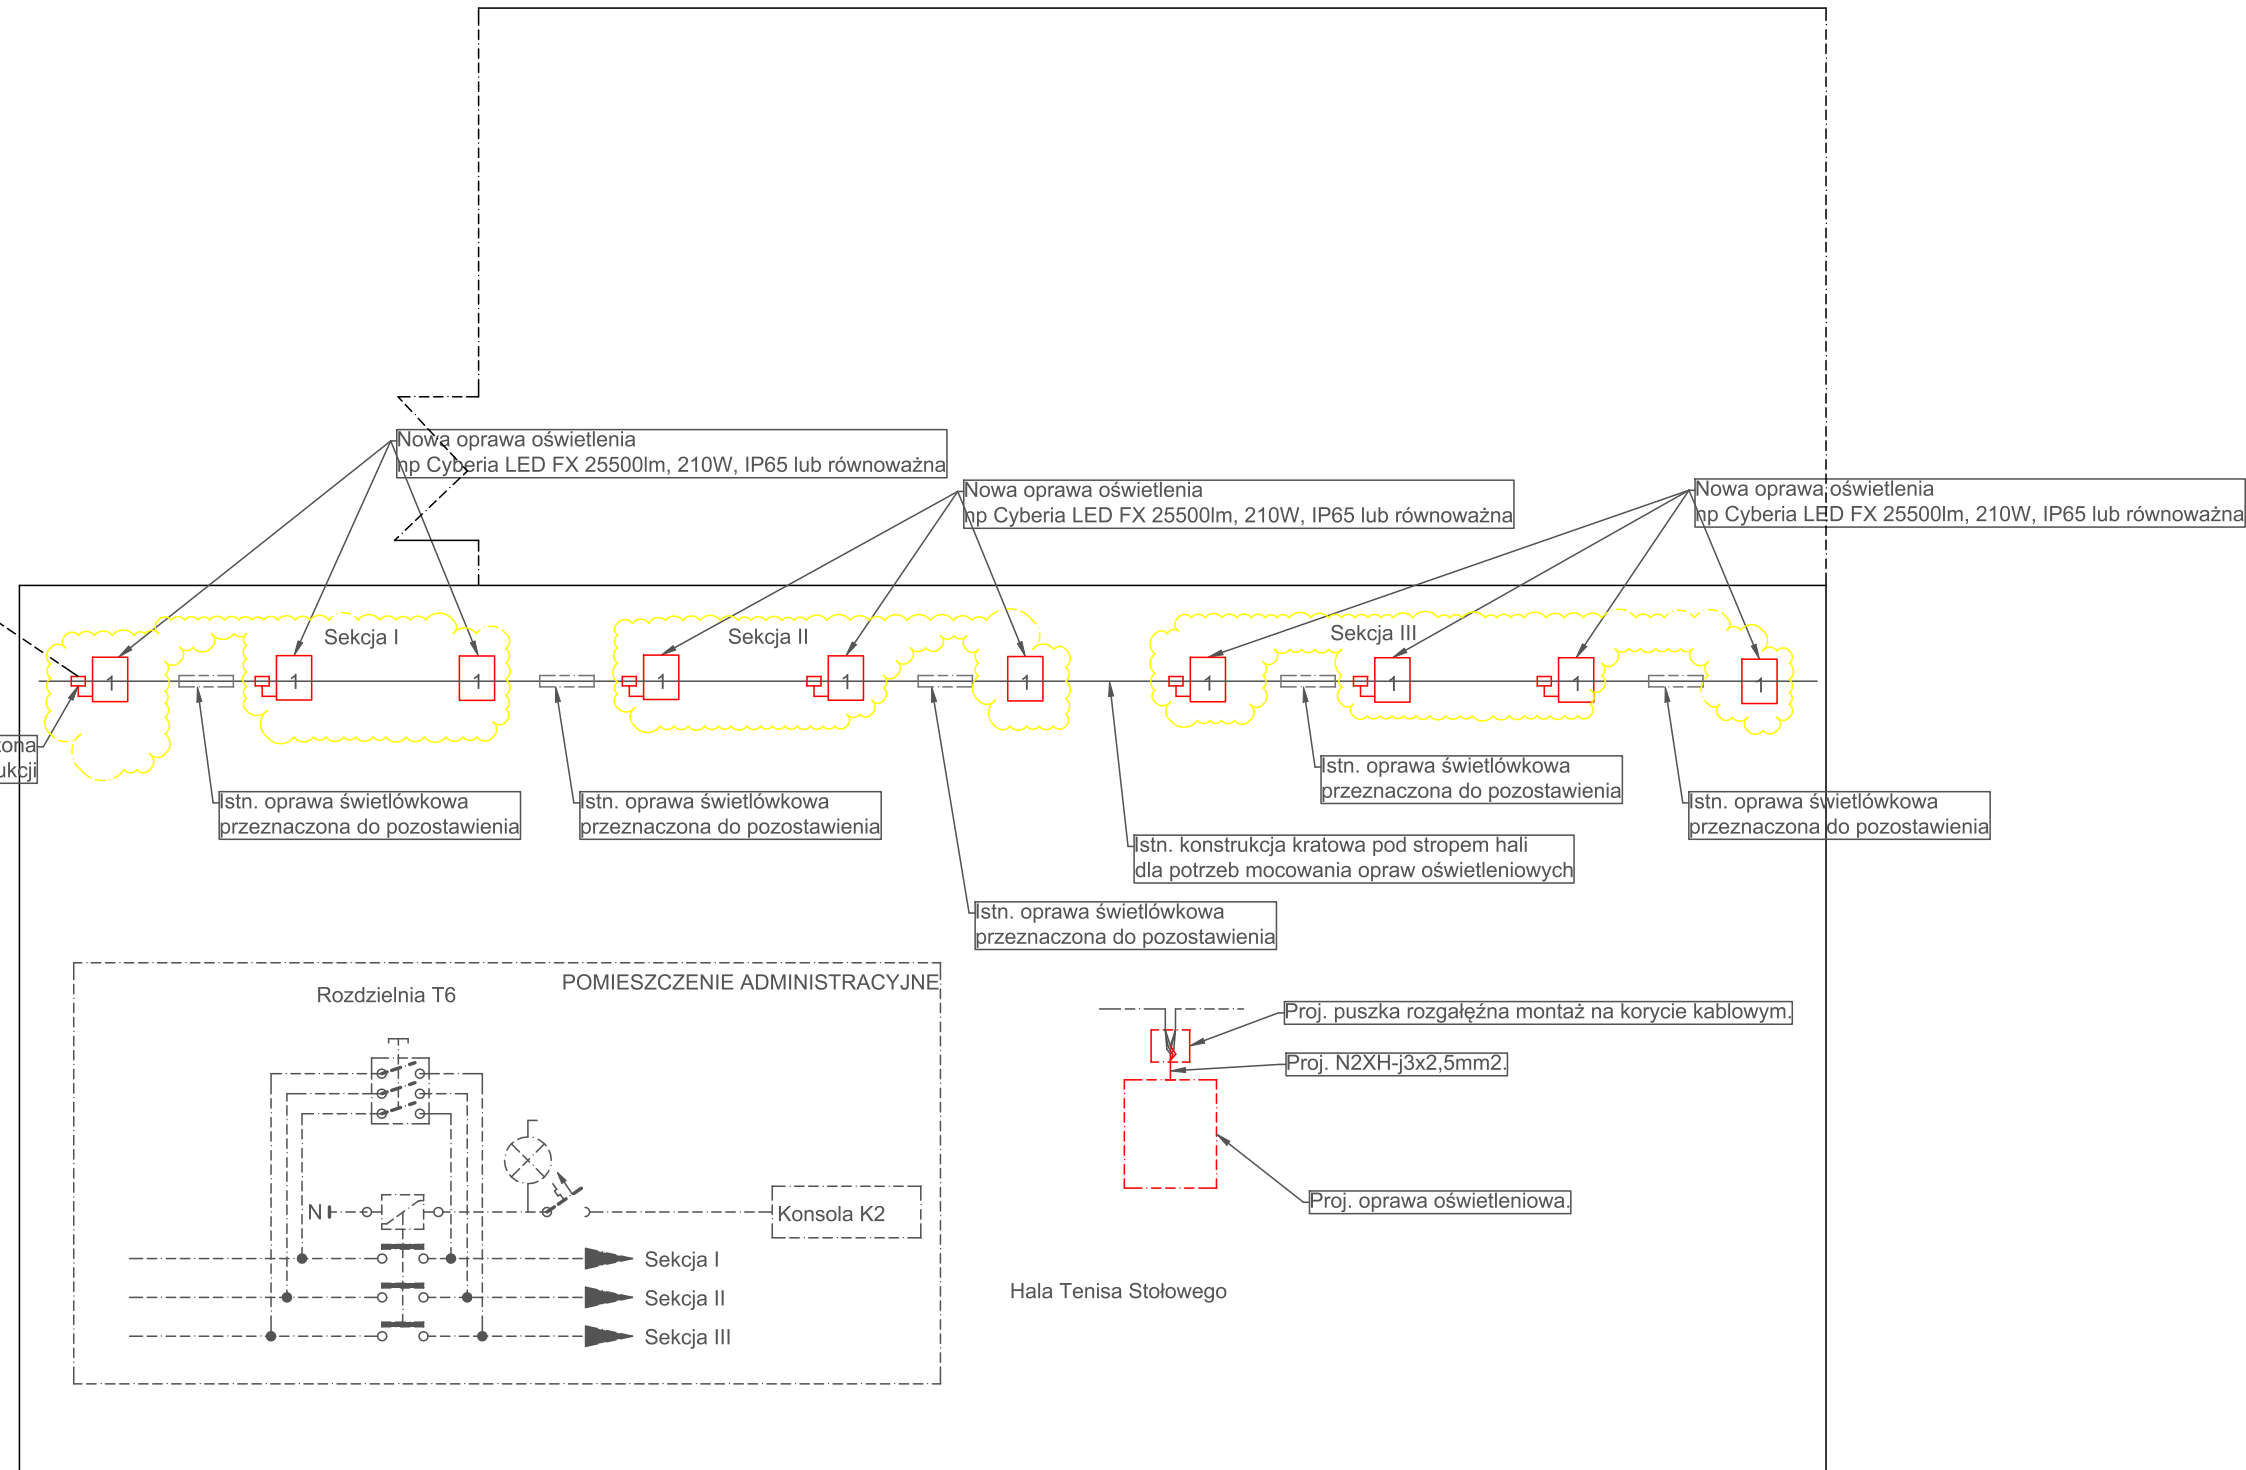 Nowa oprawa oświetlenia
np Cyberia LED FX 25500lm, 210W, IP65 lub równoważna
Nowa oprawa oświetlenia
np Cyberia LED FX 25500lm, 210W, IP65 lub równoważna
Nowa oprawa oświetlenia
np Cyberia LED FX 25500lm, 210W, IP65 lub równoważna
Sekcja I
Sekcja II
Sekcja III
1
1
1
1
1
1
1
1
1
1
Istn. oprawa świetlówkowa
przeznaczona do pozostawienia
Istn. oprawa świetlówkowa
przeznaczona do pozostawienia
Istn. oprawa świetlówkowa
przeznaczona do pozostawienia
Istn. oprawa świetlówkowa
przeznaczona do pozostawienia
Istn. konstrukcja kratowa pod stropem hali
dla potrzeb mocowania opraw oświetleniowych
Istn. oprawa świetlówkowa
przeznaczona do pozostawienia
POMIESZCZENIE ADMINISTRACYJNE
Rozdzielnia T6
N
Konsola K2
Sekcja I
Sekcja II
Sekcja III
Proj. puszka rozgałęźna montaż na korycie kablowym.
Proj. N2XH-j3x2,5mm2.
Proj. oprawa oświetleniowa.
Hala Tenisa Stołowego